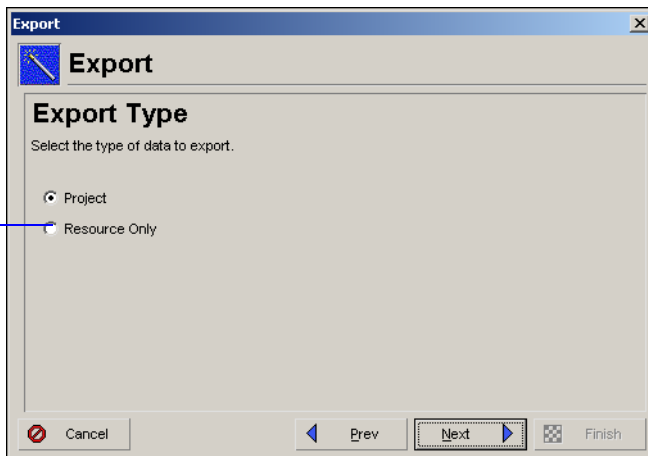 Export
Export
Export Type
Select the type of data to export.
Project
Resource Only
Cancel
Prev
Next
Finish